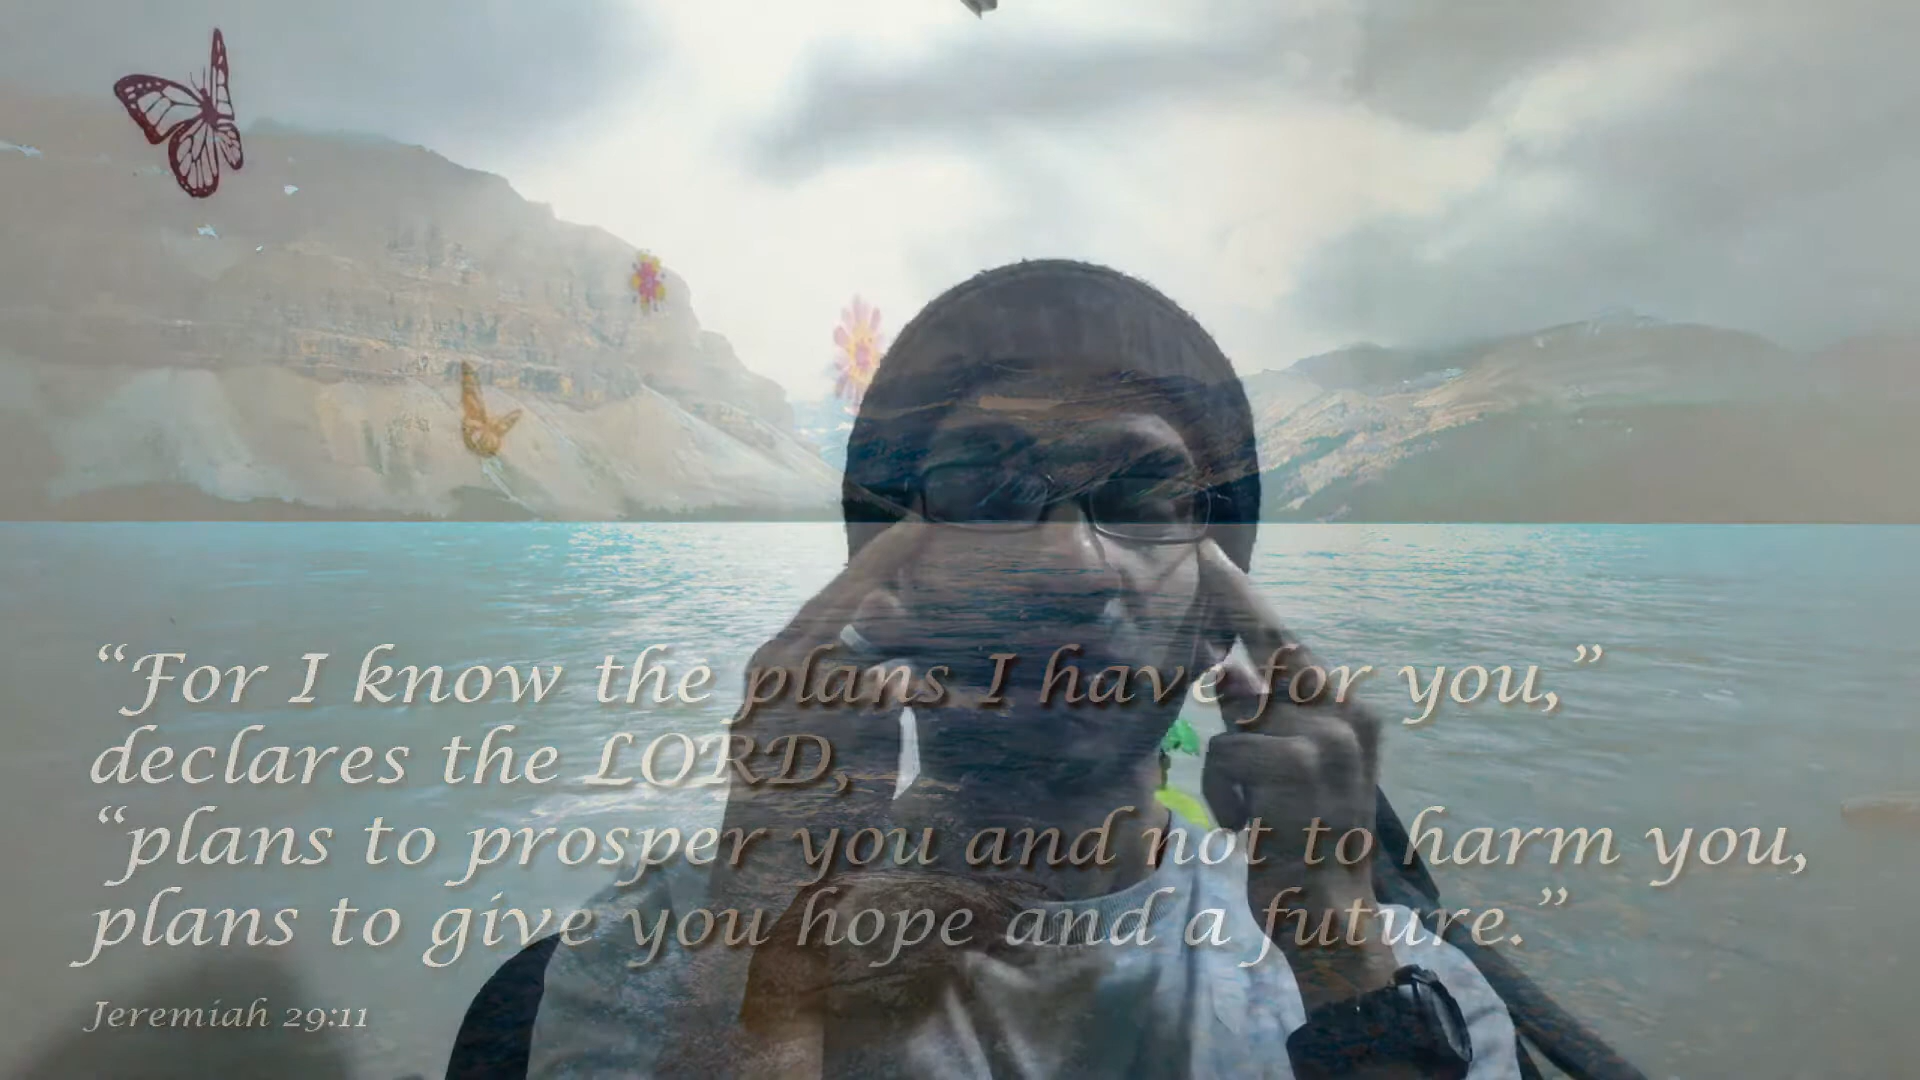 “For I know the plans I have for you,”
declares the LORD,
“plans to prosper you and not to harm you,
plans to give you hope and a future.”
Jeremiah 29:11